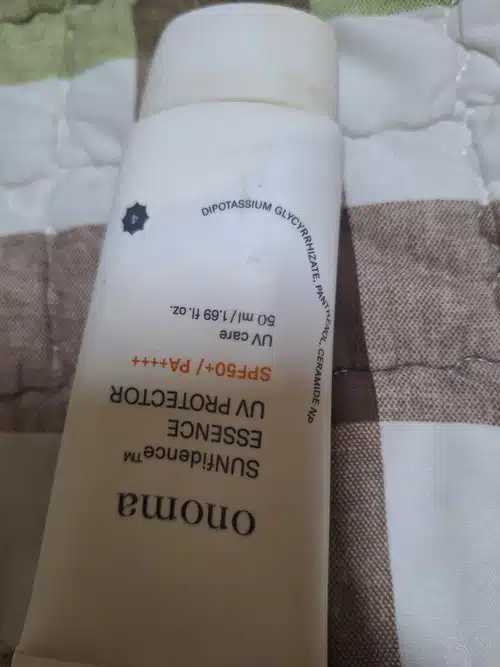 onoma
SUNfidence™
ESSENCE
UV PROTECTOR
SPF50+/ PA++++
UV care
50 ml / 1.69 fl. oz.
4
DIPOTASSIUM GLYCYRRHIZATE, PANTHENOL, CERAMIDE NP